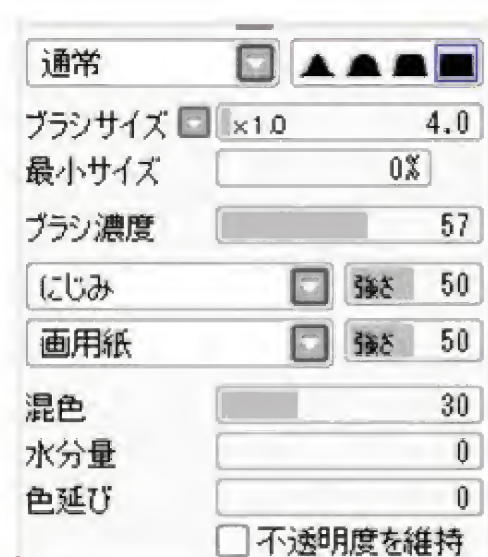 通常
ブラシサイズ ×1.0 4.0
最小サイズ 0%
ブラシ濃度 57
にじみ 強さ 50
画用紙 強さ 50
混色 30
水分量 0
色延び 0
不透明度を維持